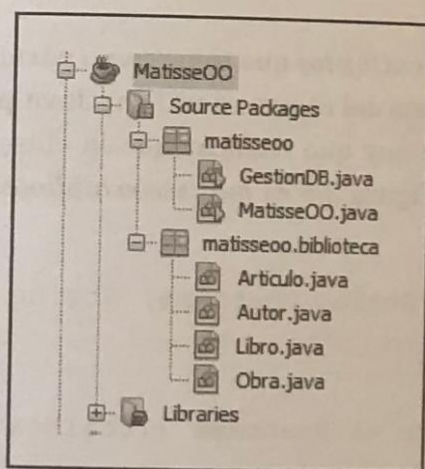 MatisseOO
Source Packages
matisseoo
GestionDB.java
MatisseOO.java
matisseoo.biblioteca
Articulo.java
Autor.java
Libro.java
Obra.java
Libraries